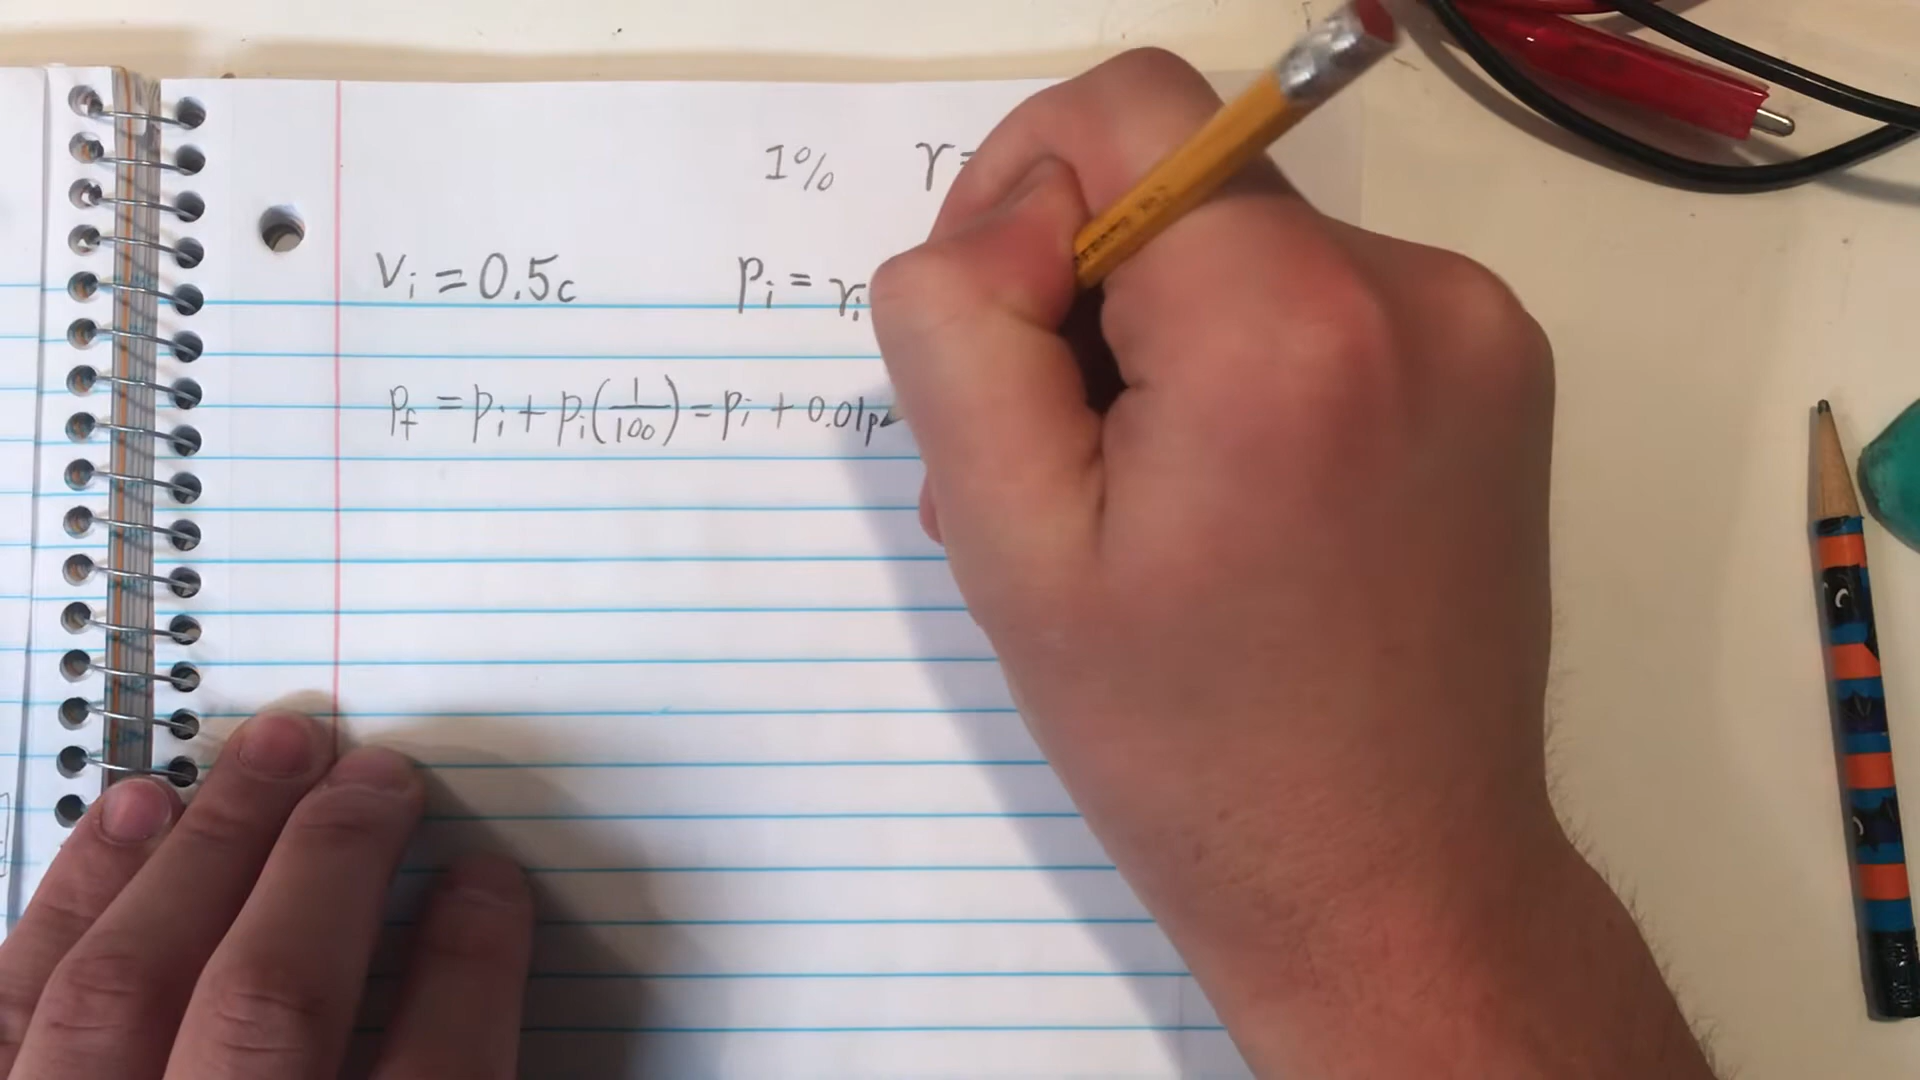 1% γ=
vᵢ = 0.5c pᵢ = γᵢ
p_f = pᵢ + pᵢ(1/100) = pᵢ + 0.01p